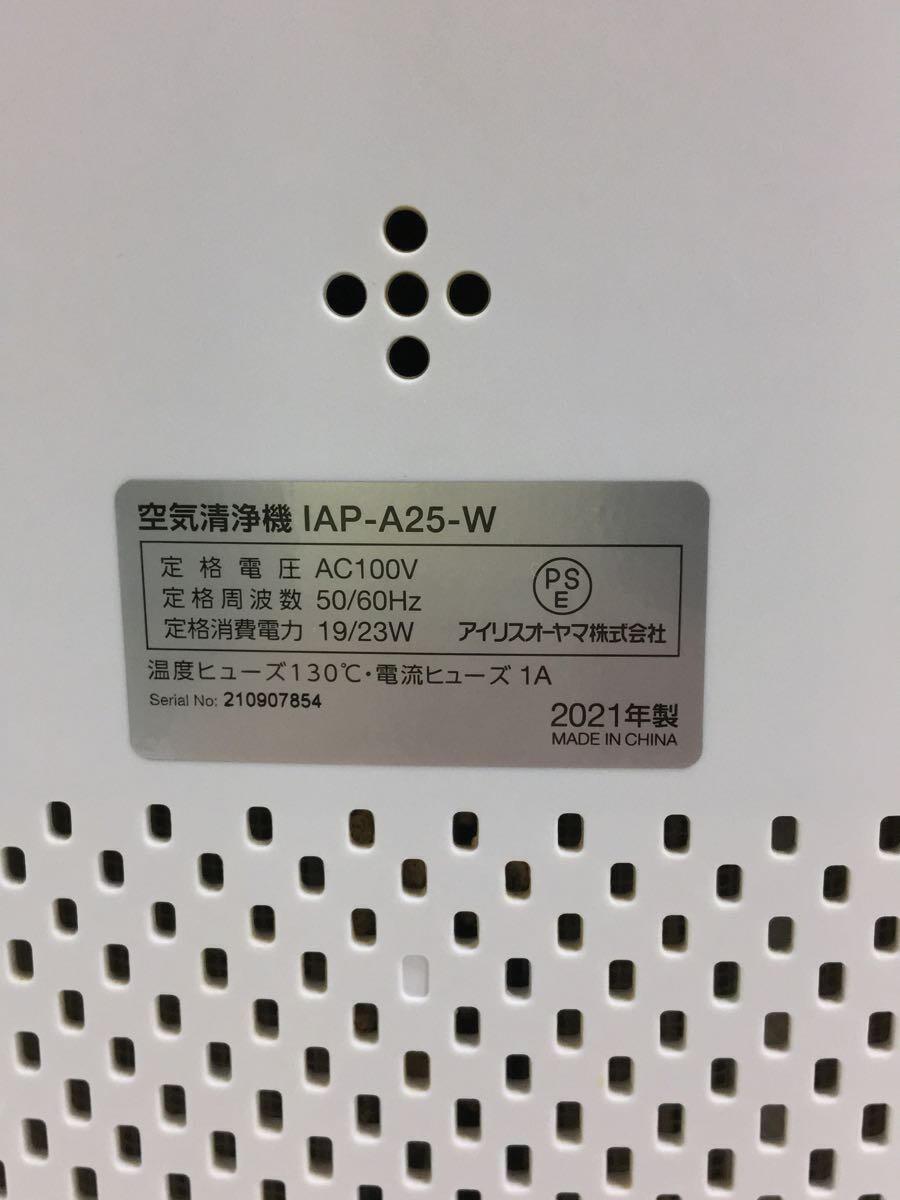 空気清浄機 IAP-A25-W
定格電圧 AC100V
定格周波数 50/60Hz
定格消費電力 19/23W
PS
E
アイリスオーヤマ株式会社
温度ヒューズ130℃・電流ヒューズ 1A
Serial No: 210907854
2021年製
MADE IN CHINA